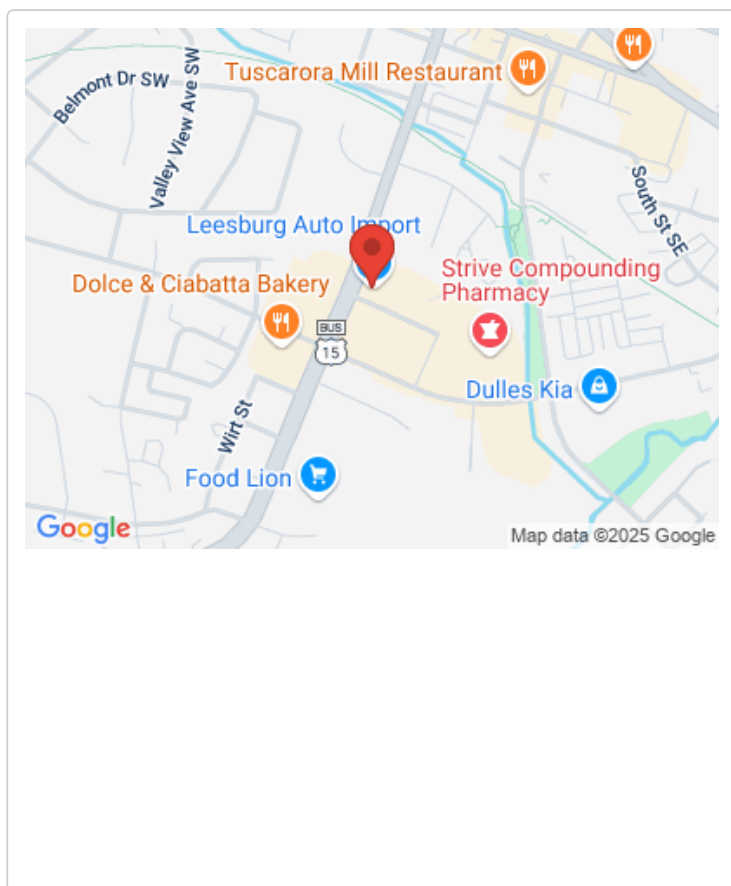 Tuscarora Mill Restaurant
Belmont Dr SW
Valley View Ave SW
South St SE
Leesburg Auto Import
Dolce & Ciabatta Bakery
Strive Compounding
Pharmacy
BUS
15
Dulles Kia
Wirt St
Food Lion
Google
Map data ©2025 Google